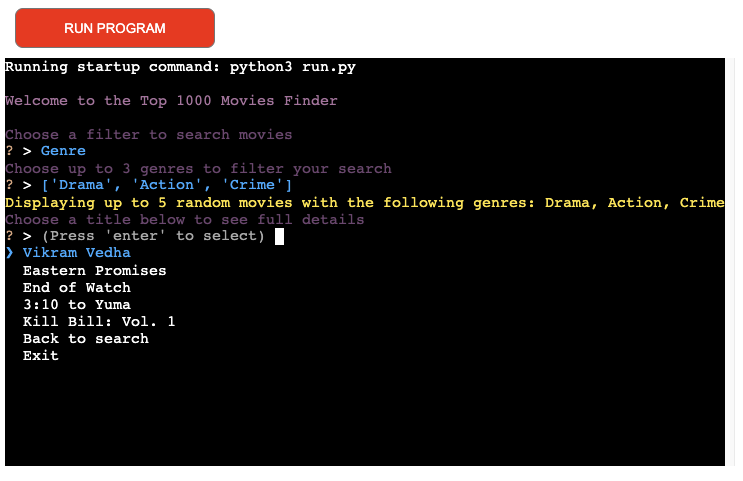 RUN PROGRAM
Running startup command: python3 run.py
Welcome to the Top 1000 Movies Finder
Choose a filter to search movies
? > Genre
Choose up to 3 genres to filter your search
? > ['Drama', 'Action', 'Crime']
Displaying up to 5 random movies with the following genres: Drama, Action, Crime
Choose a title below to see full details
? > (Press 'enter' to select)
❯ Vikram Vedha
Eastern Promises
End of Watch
3:10 to Yuma
Kill Bill: Vol. 1
Back to search
Exit